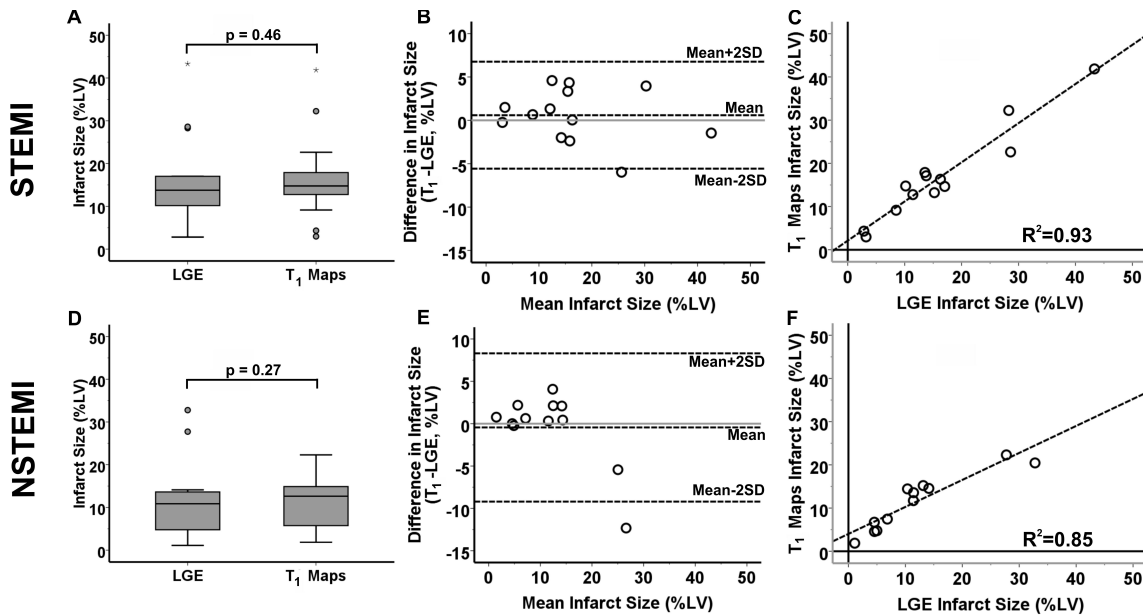 STEMI
A
50
40
30
20
10
0
Infarct Size (%LV)
p = 0.46
*
*
LGE
T1 Maps
B
10
5
0
-5
-10
-15
Difference in Infarct Size
(T1 -LGE, %LV)
Mean+2SD
Mean
Mean-2SD
0 10 20 30 40 50
Mean Infarct Size (%LV)
C
50
40
30
20
10
0
T1 Maps Infarct Size (%LV)
R²=0.93
0 10 20 30 40 50
LGE Infarct Size (%LV)
NSTEMI
D
50
40
30
20
10
0
Infarct Size (%LV)
p = 0.27
LGE
T1 Maps
E
10
5
0
-5
-10
-15
Difference in Infarct Size
(T1 -LGE, %LV)
Mean+2SD
Mean
Mean-2SD
0 10 20 30 40 50
Mean Infarct Size (%LV)
F
50
40
30
20
10
0
T1 Maps Infarct Size (%LV)
R²=0.85
0 10 20 30 40 50
LGE Infarct Size (%LV)